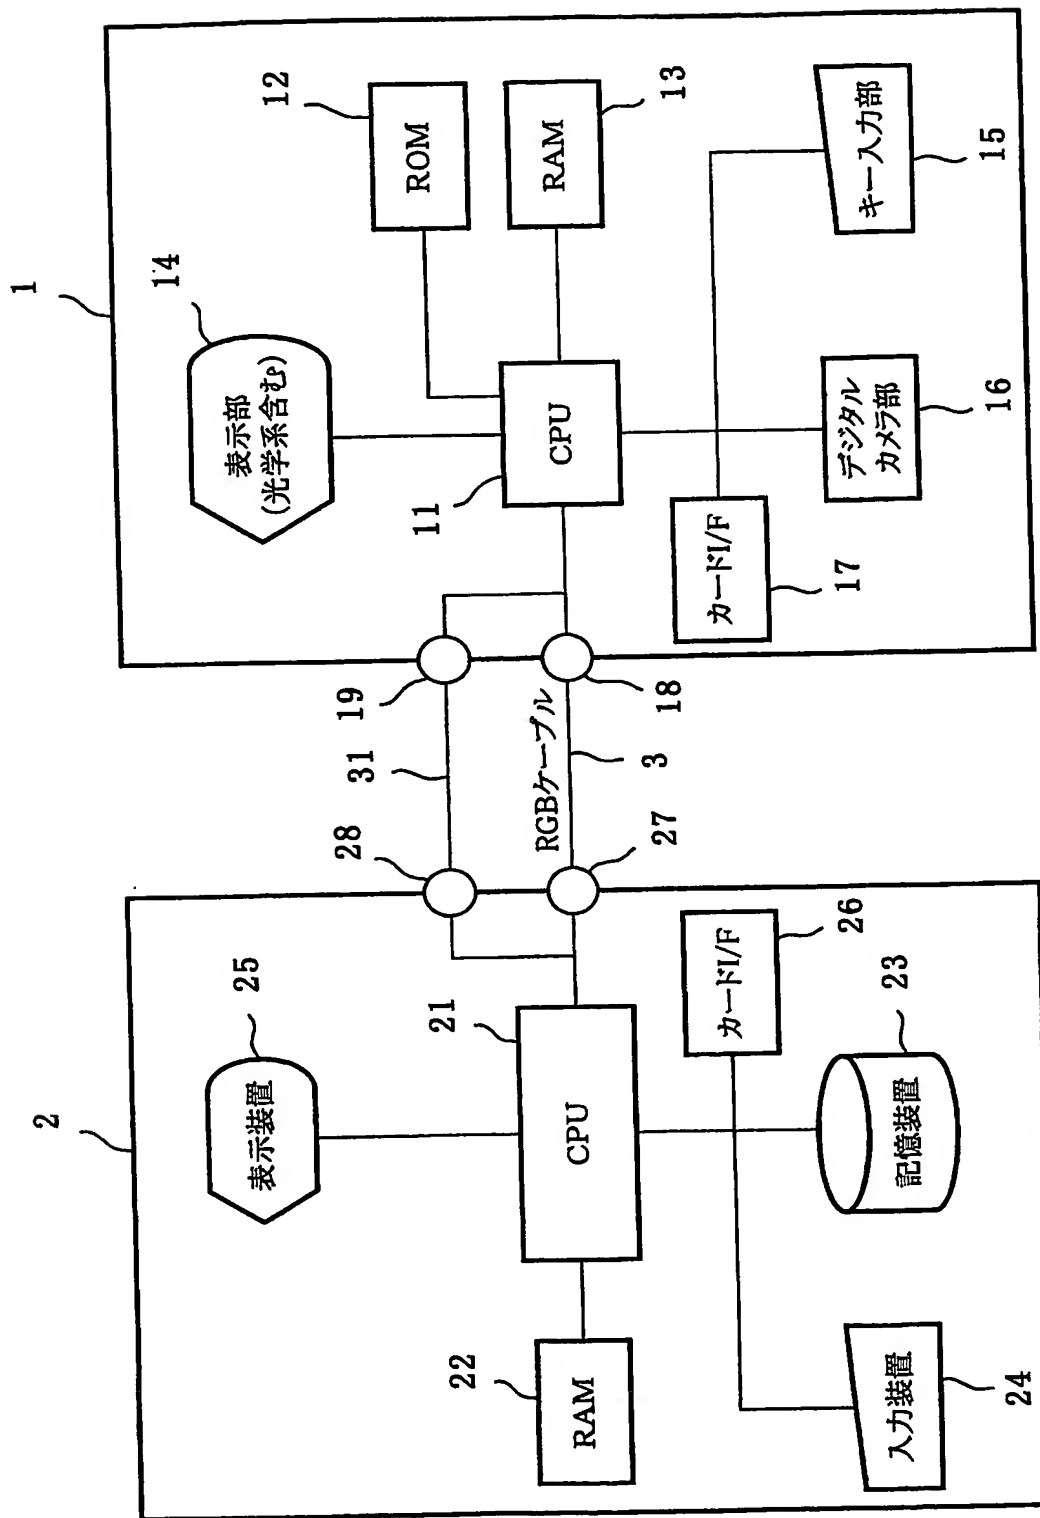 2
25
表示装置
21
CPU
22
RAM
28
27
カードI/F
26
入力装置
24
記憶装置
23
31
RGBケーブル
3
1
14
表示部
(光学系含む)
12
ROM
13
RAM
11
CPU
19
18
カードI/F
17
デジタル
カメラ部
16
キー入力部
15